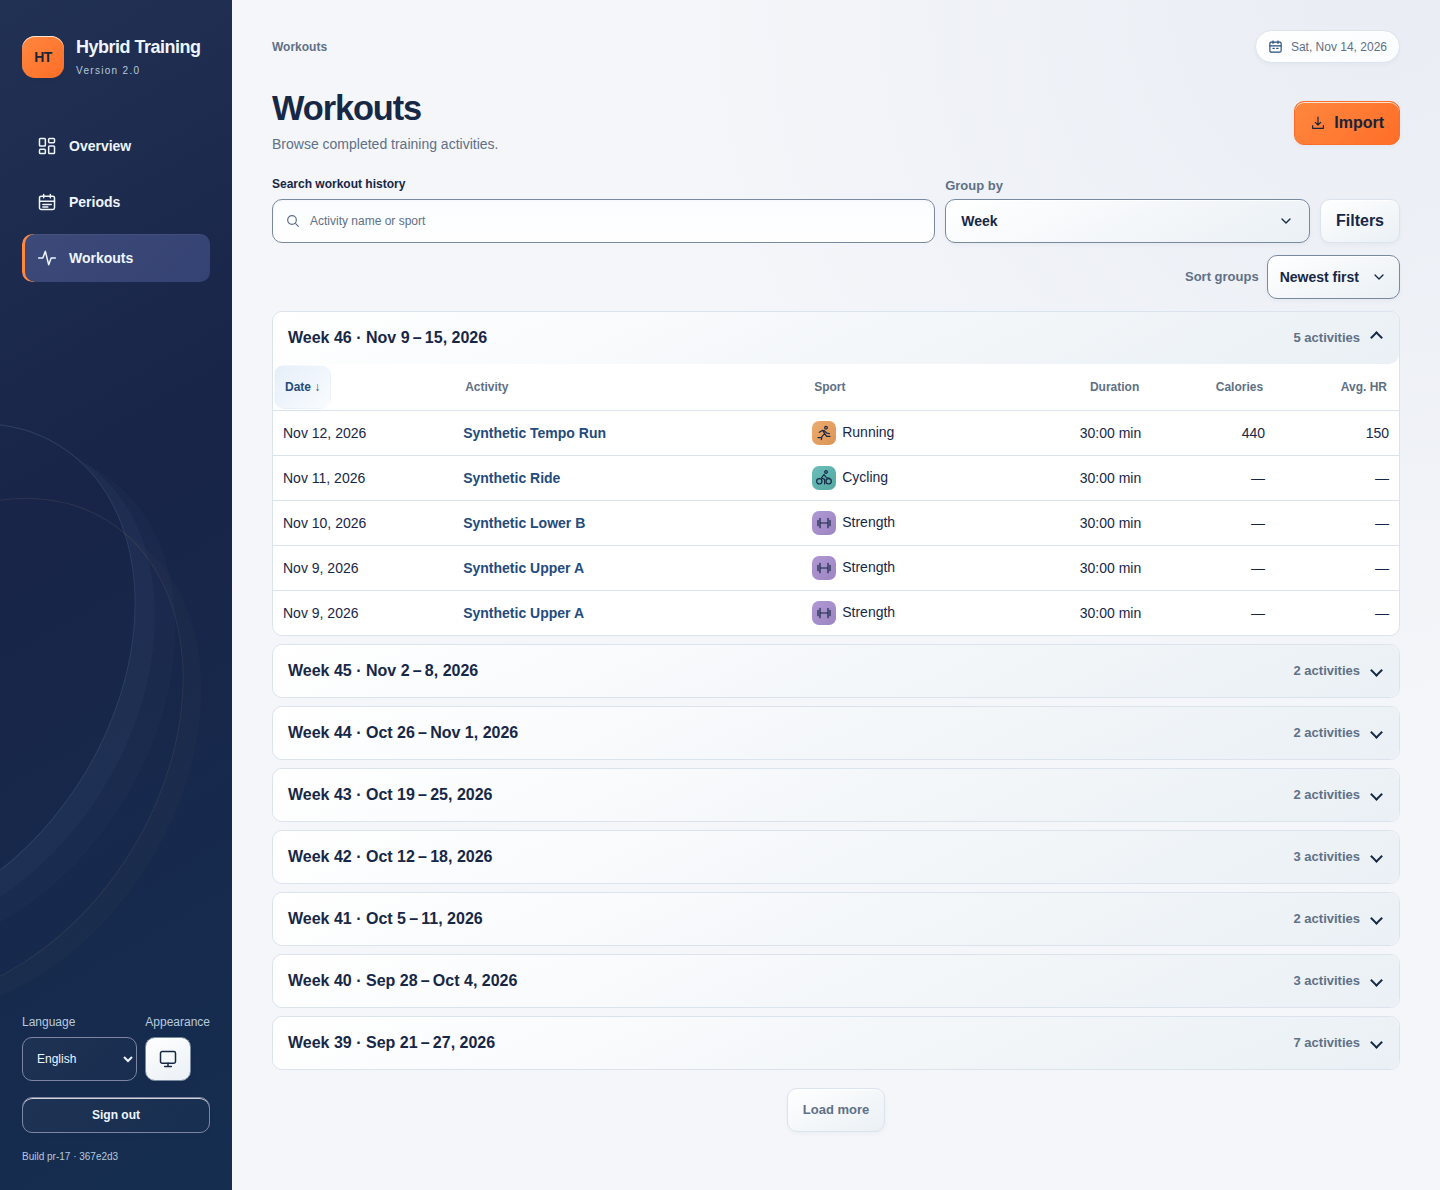 HT
Hybrid Training
Version 2.0
Overview
Periods
Workouts
Language
Appearance
English
Sign out
Build pr-17 · 367e2d3
Workouts
Sat, Nov 14, 2026
Workouts
Browse completed training activities.
Import
Search workout history
Activity name or sport
Group by
Week
Filters
Sort groups
Newest first
Week 46 · Nov 9 – 15, 2026
5 activities
Date ↓ Activity Sport Duration Calories Avg. HR
Nov 12, 2026 Synthetic Tempo Run Running 30:00 min 440 150
Nov 11, 2026 Synthetic Ride Cycling 30:00 min — —
Nov 10, 2026 Synthetic Lower B Strength 30:00 min — —
Nov 9, 2026 Synthetic Upper A Strength 30:00 min — —
Nov 9, 2026 Synthetic Upper A Strength 30:00 min — —
Week 45 · Nov 2 – 8, 2026 2 activities
Week 44 · Oct 26 – Nov 1, 2026 2 activities
Week 43 · Oct 19 – 25, 2026 2 activities
Week 42 · Oct 12 – 18, 2026 3 activities
Week 41 · Oct 5 – 11, 2026 2 activities
Week 40 · Sep 28 – Oct 4, 2026 3 activities
Week 39 · Sep 21 – 27, 2026 7 activities
Load more